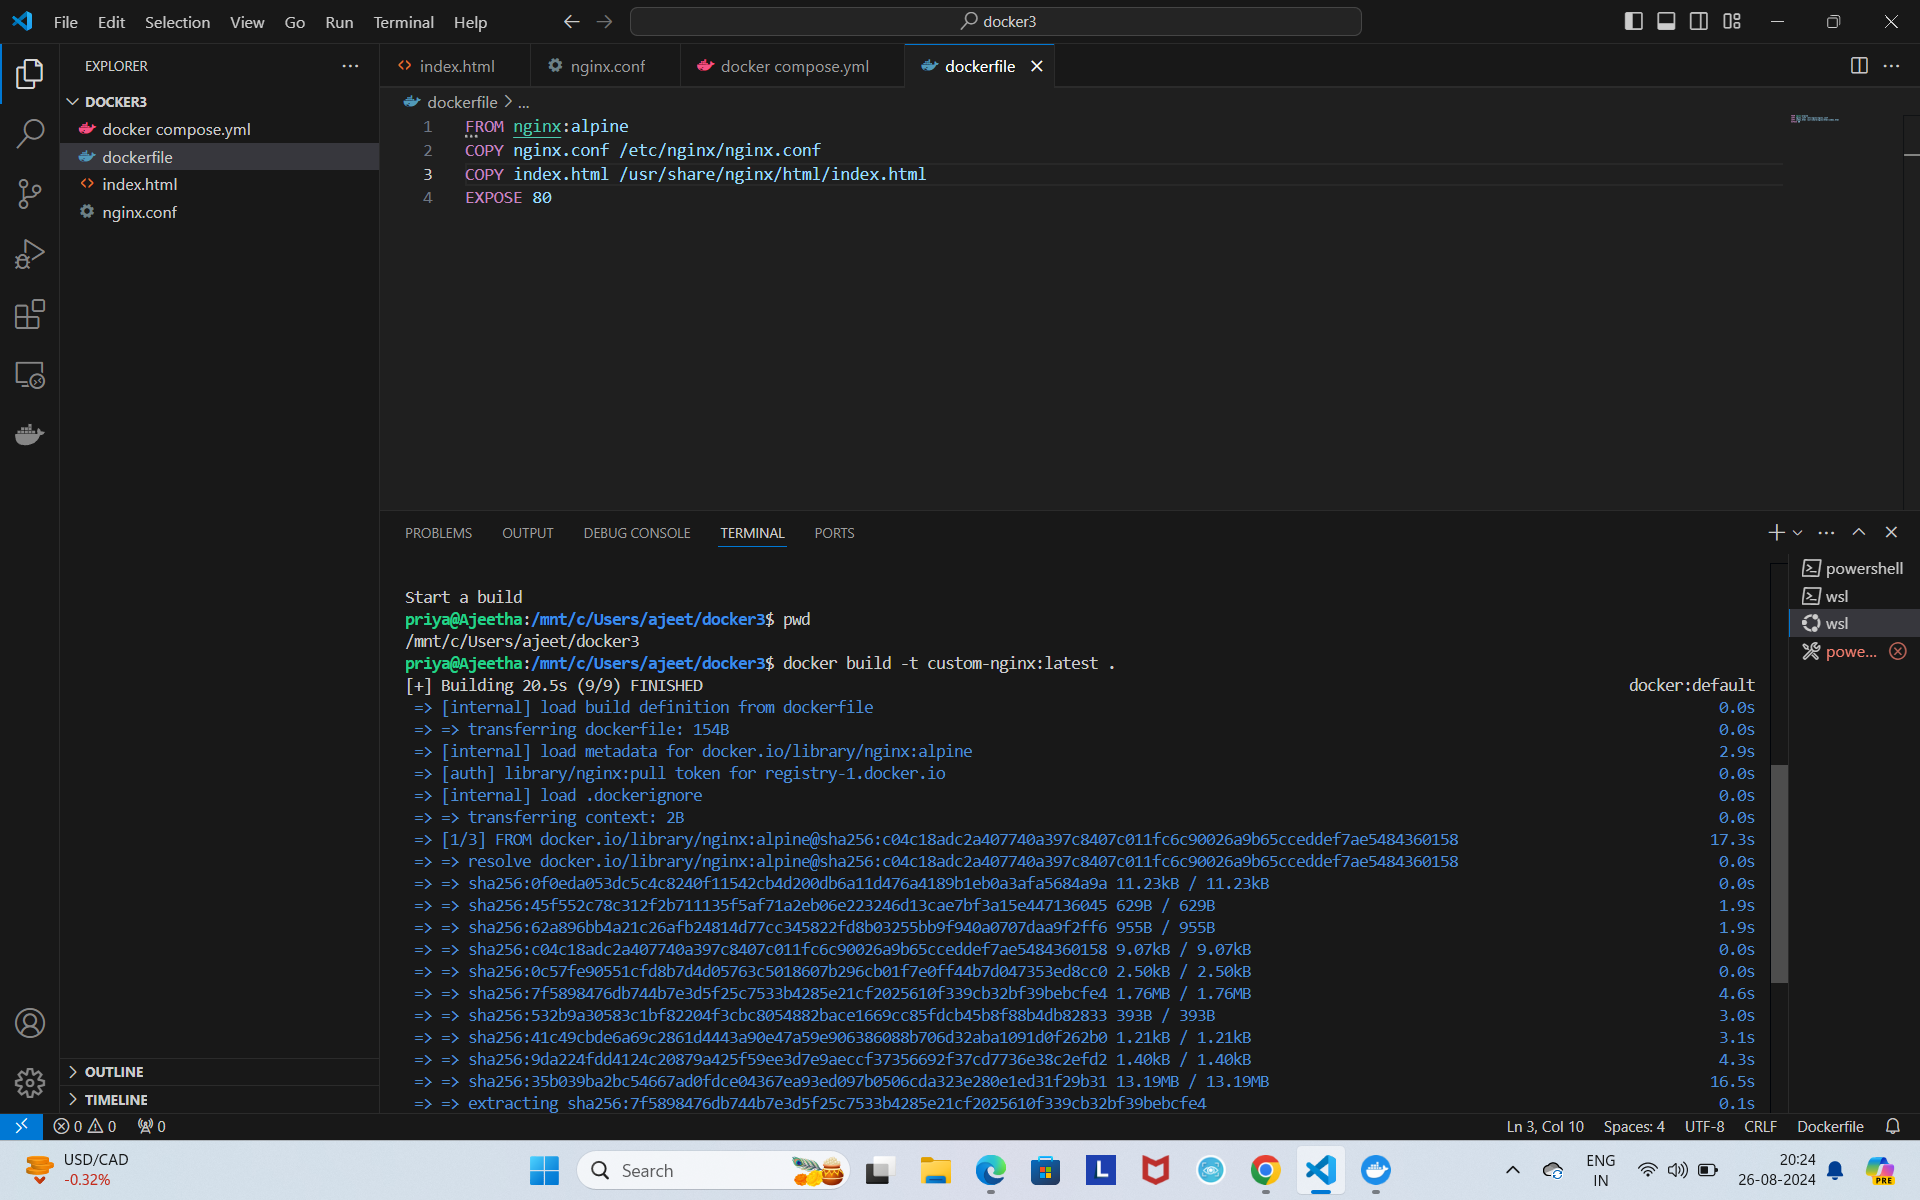 File Edit Selection View Go Run Terminal Help
docker3
EXPLORER
DOCKER3
docker compose.yml
dockerfile
index.html
nginx.conf
index.html
nginx.conf
docker compose.yml
dockerfile
dockerfile > ...
1 FROM nginx:alpine
2 COPY nginx.conf /etc/nginx/nginx.conf
3 COPY index.html /usr/share/nginx/html/index.html
4 EXPOSE 80
PROBLEMS OUTPUT DEBUG CONSOLE TERMINAL PORTS
powershell
wsl
wsl
powe...
Start a build
priya@Ajeetha:/mnt/c/Users/ajeet/docker3$ pwd
/mnt/c/Users/ajeet/docker3
priya@Ajeetha:/mnt/c/Users/ajeet/docker3$ docker build -t custom-nginx:latest .
[+] Building 20.5s (9/9) FINISHED docker:default
=> [internal] load build definition from dockerfile 0.0s
=> => transferring dockerfile: 154B 0.0s
=> [internal] load metadata for docker.io/library/nginx:alpine 2.9s
=> [auth] library/nginx:pull token for registry-1.docker.io 0.0s
=> [internal] load .dockerignore 0.0s
=> => transferring context: 2B 0.0s
=> [1/3] FROM docker.io/library/nginx:alpine@sha256:c04c18adc2a407740a397c8407c011fc6c90026a9b65cceddef7ae5484360158 17.3s
=> => resolve docker.io/library/nginx:alpine@sha256:c04c18adc2a407740a397c8407c011fc6c90026a9b65cceddef7ae5484360158 0.0s
=> => sha256:0f0eda053dc5c4c8240f11542cb4d200db6a11d476a4189b1eb0a3afa5684a9a 11.23kB / 11.23kB 0.0s
=> => sha256:45f552c78c312f2b711135f5af71a2eb06e223246d13cae7bf3a15e447136045 629B / 629B 1.9s
=> => sha256:62a896bb4a21c26afb24814d77cc345822fd8b03255bb9f940a0707daa9f2ff6 955B / 955B 1.9s
=> => sha256:c04c18adc2a407740a397c8407c011fc6c90026a9b65cceddef7ae5484360158 9.07kB / 9.07kB 0.0s
=> => sha256:0c57fe90551cfd8b7d4d05763c5018607b296cb01f7e0ff44b7d047353ed8cc0 2.50kB / 2.50kB 0.0s
=> => sha256:7f5898476db744b7e3d5f25c7533b4285e21cf2025610f339cb32bf39bebcfe4 1.76MB / 1.76MB 4.6s
=> => sha256:532b9a30583c1bf82204f3cbc8054882bace1669cc85fdcb45b8f88b4db82833 393B / 393B 3.0s
=> => sha256:41c49cbde6a69c2861d4443a90e47a59e906386088b706d32aba1091d0f262b0 1.21kB / 1.21kB 3.1s
=> => sha256:9da224fdd4124c20879a425f59ee3d7e9aeccf37356692f37cd7736e38c2efd2 1.40kB / 1.40kB 4.3s
=> => sha256:35b039ba2bc54667ad0fdce04367ea93ed097b0506cda323e280e1ed31f29b31 13.19MB / 13.19MB 16.5s
=> => extracting sha256:7f5898476db744b7e3d5f25c7533b4285e21cf2025610f339cb32bf39bebcfe4 0.1s
OUTLINE
TIMELINE
0 0 0
Ln 3, Col 10 Spaces: 4 UTF-8 CRLF Dockerfile
USD/CAD
-0.32%
Search
L
ENG
IN
20:24
26-08-2024
PRE